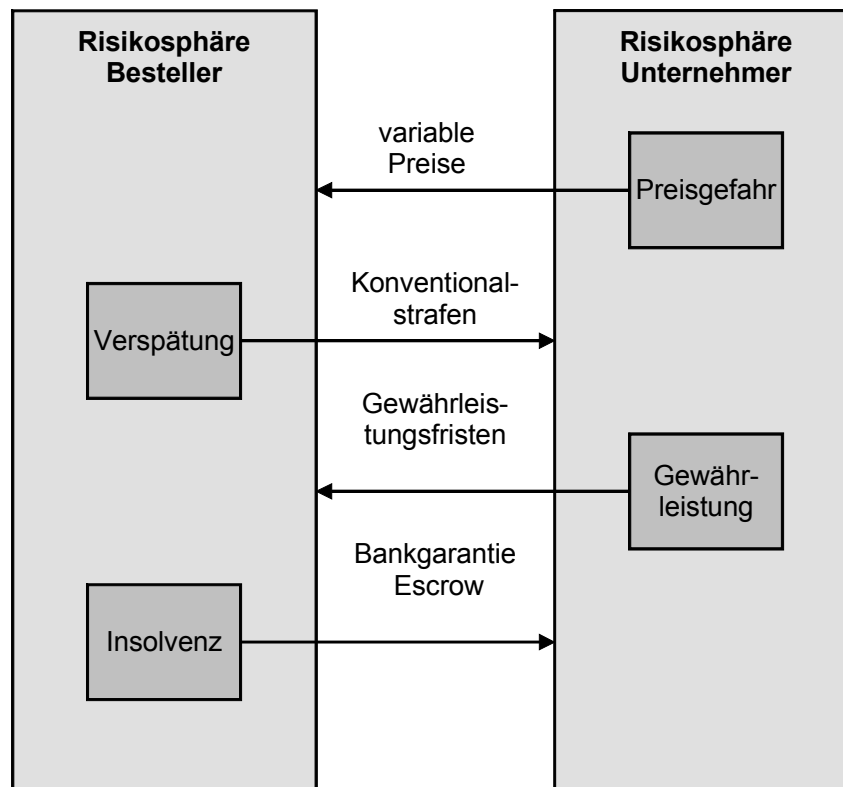 Risikosphäre
Besteller
Risikosphäre
Unternehmer
variable
Preise
Preisgefahr
Konventional-
strafen
Verspätung
Gewährleis-
tungsfristen
Gewähr-
leistung
Bankgarantie
Escrow
Insolvenz